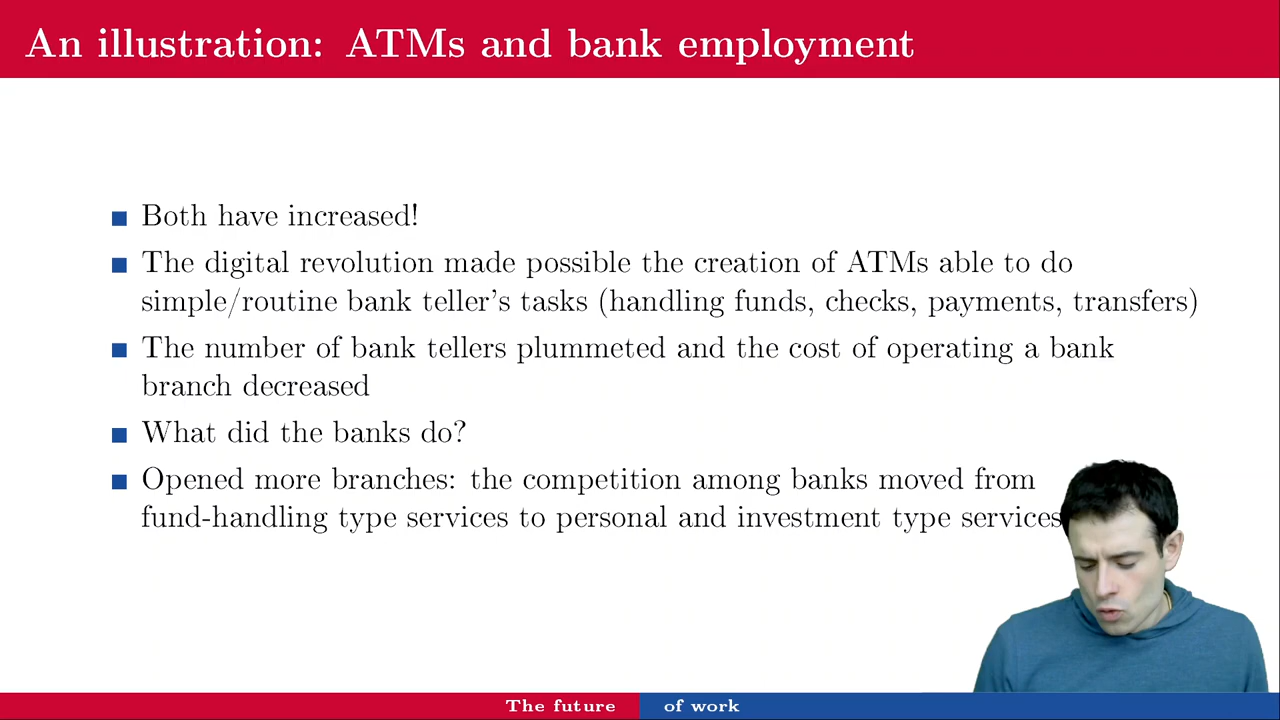 An illustration: ATMs and bank employment
Both have increased!
The digital revolution made possible the creation of ATMs able to do
simple/routine bank teller's tasks (handling funds, checks, payments, transfers)
The number of bank tellers plummeted and the cost of operating a bank
branch decreased
What did the banks do?
Opened more branches: the competition among banks moved from
fund-handling type services to personal and investment type services
The future of work